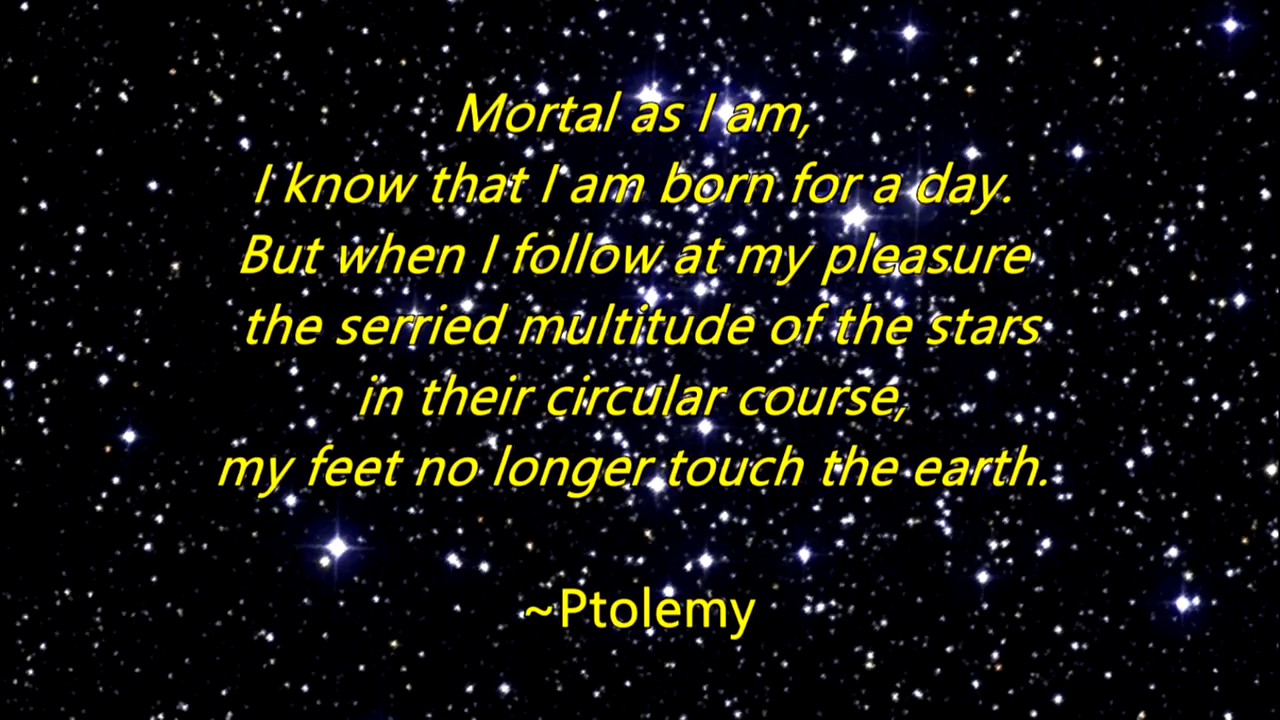 Mortal as I am,
I know that I am born for a day.
But when I follow at my pleasure
the serried multitude of the stars
in their circular course,
my feet no longer touch the earth.
~Ptolemy